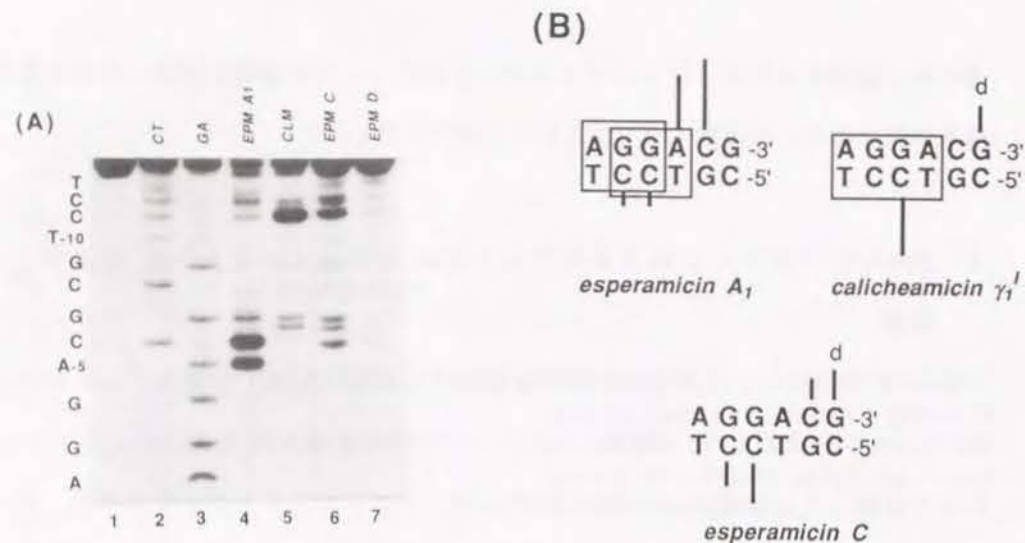 (A)
CT
GA
EPM A1
CLM
EPM C
EPM D
T
C
C
T-10
G
C
G
C
A-5
G
G
A
1 2 3 4 5 6 7
(B)
A G G A C G -3'
T C C T G C -5'
esperamicin A₁
d
A G G A C G -3'
T C C T G C -5'
calicheamicin γ₁ᴵ
d
A G G A C G -3'
T C C T G C -5'
esperamicin C